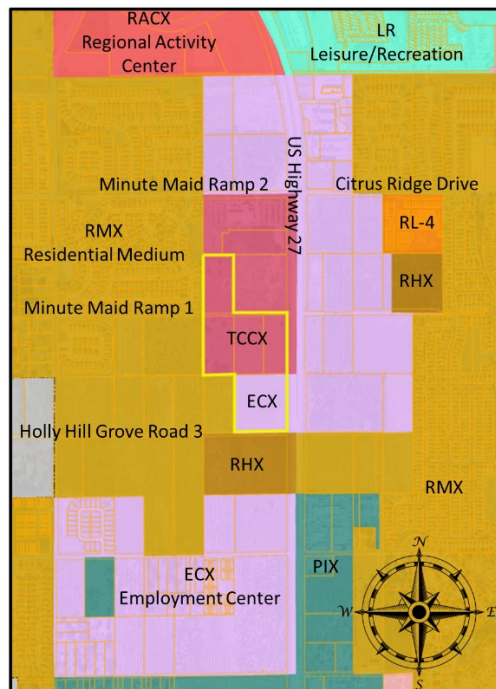 RACX
Regional Activity
Center
LR
Leisure/Recreation
US Highway 27
Minute Maid Ramp 2
Citrus Ridge Drive
RMX
Residential Medium
RL-4
RHX
Minute Maid Ramp 1
TCCX
ECX
Holly Hill Grove Road 3
RHX
RMX
ECX
Employment Center
PIX
N
W
E
S